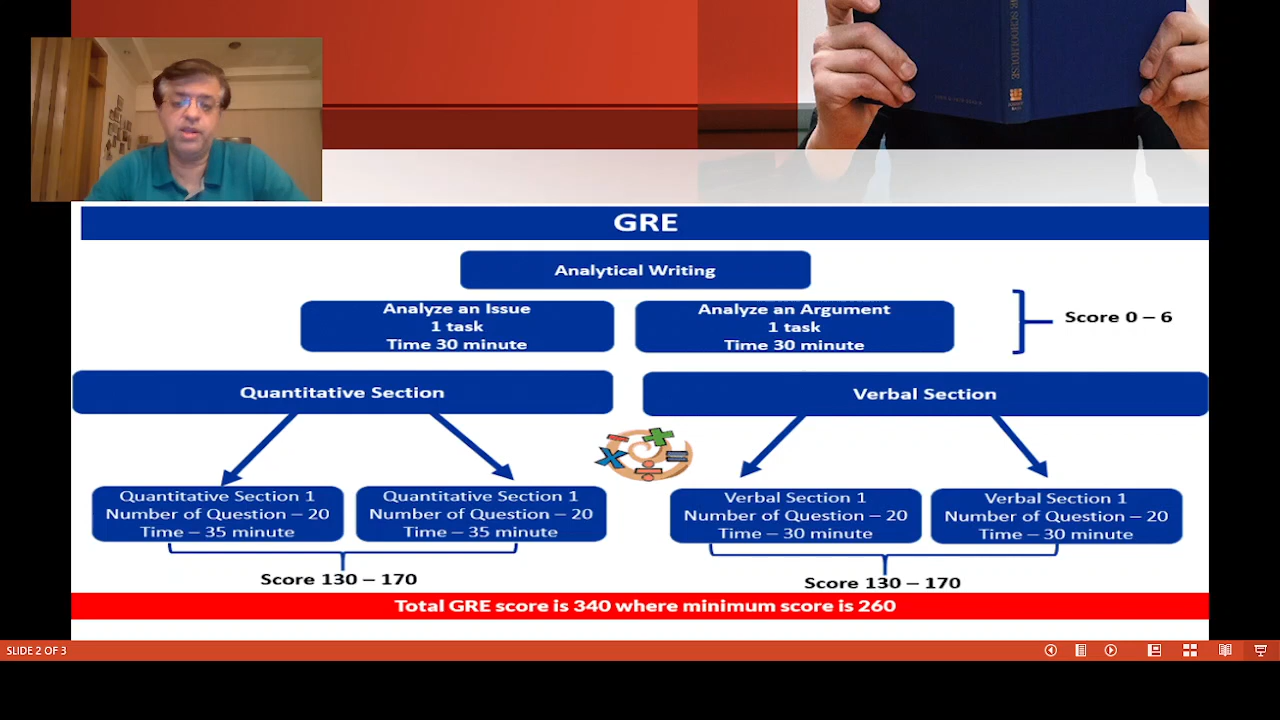 SCHOOLHOUSE
GRE
Analytical Writing
Analyze an Issue
1 task
Time 30 minute
Analyze an Argument
1 task
Time 30 minute
Score 0 – 6
Quantitative Section
Verbal Section
Quantitative Section 1
Number of Question – 20
Time – 35 minute
Quantitative Section 1
Number of Question – 20
Time – 35 minute
Verbal Section 1
Number of Question – 20
Time – 30 minute
Verbal Section 1
Number of Question – 20
Time – 30 minute
Score 130 – 170
Score 130 – 170
Total GRE score is 340 where minimum score is 260
SLIDE 2 OF 3